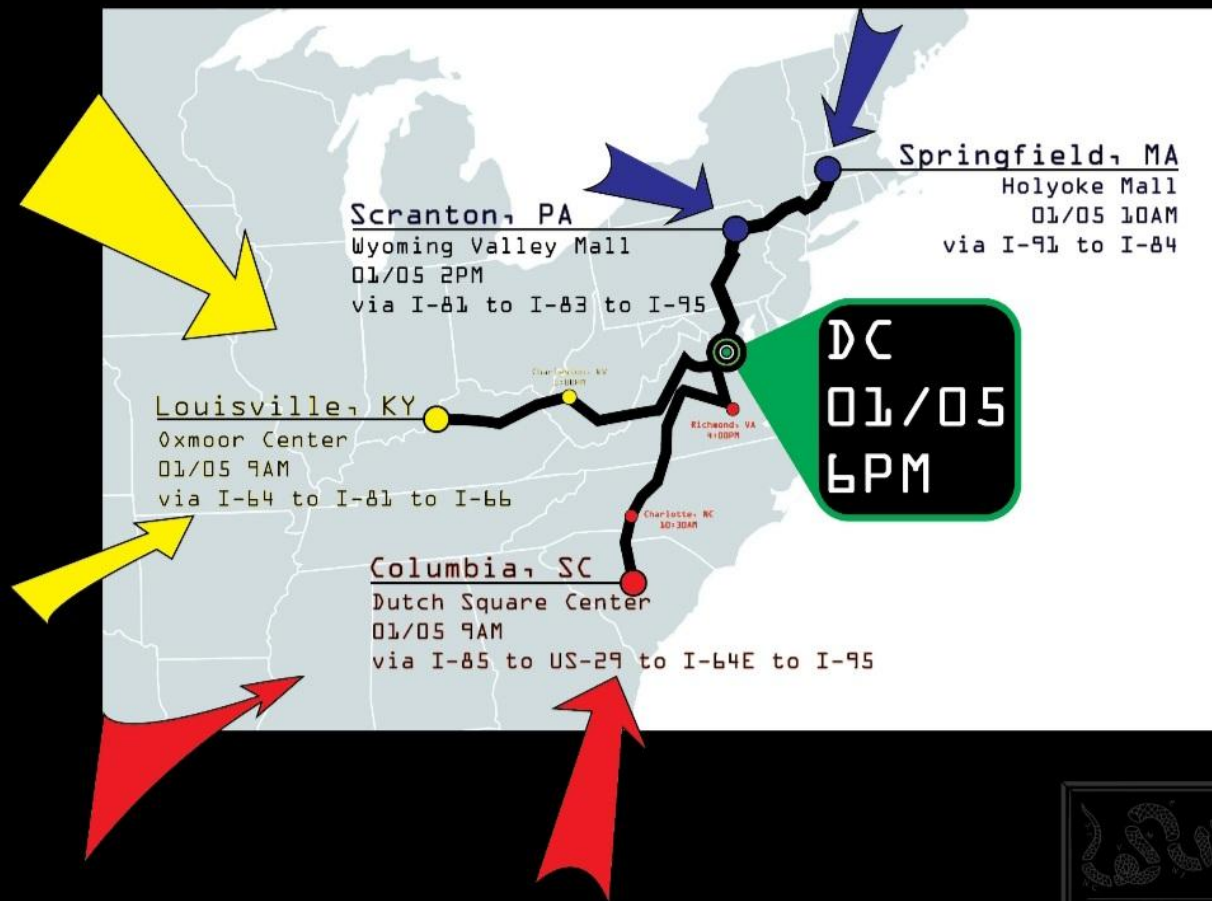 Springfield, MA
Holyoke Mall
01/05 10AM
via I-91 to I-84
Scranton, PA
Wyoming Valley Mall
01/05 2PM
via I-81 to I-83 to I-95
DC
01/05
6PM
Charleston, WV
Louisville, KY
Oxmoor Center
01/05 9AM
via I-64 to I-81 to I-66
Richmond, VA
4:00PM
Charlotte, NC
10:30AM
Columbia, SC
Dutch Square Center
01/05 9AM
via I-85 to US-29 to I-64E to I-95